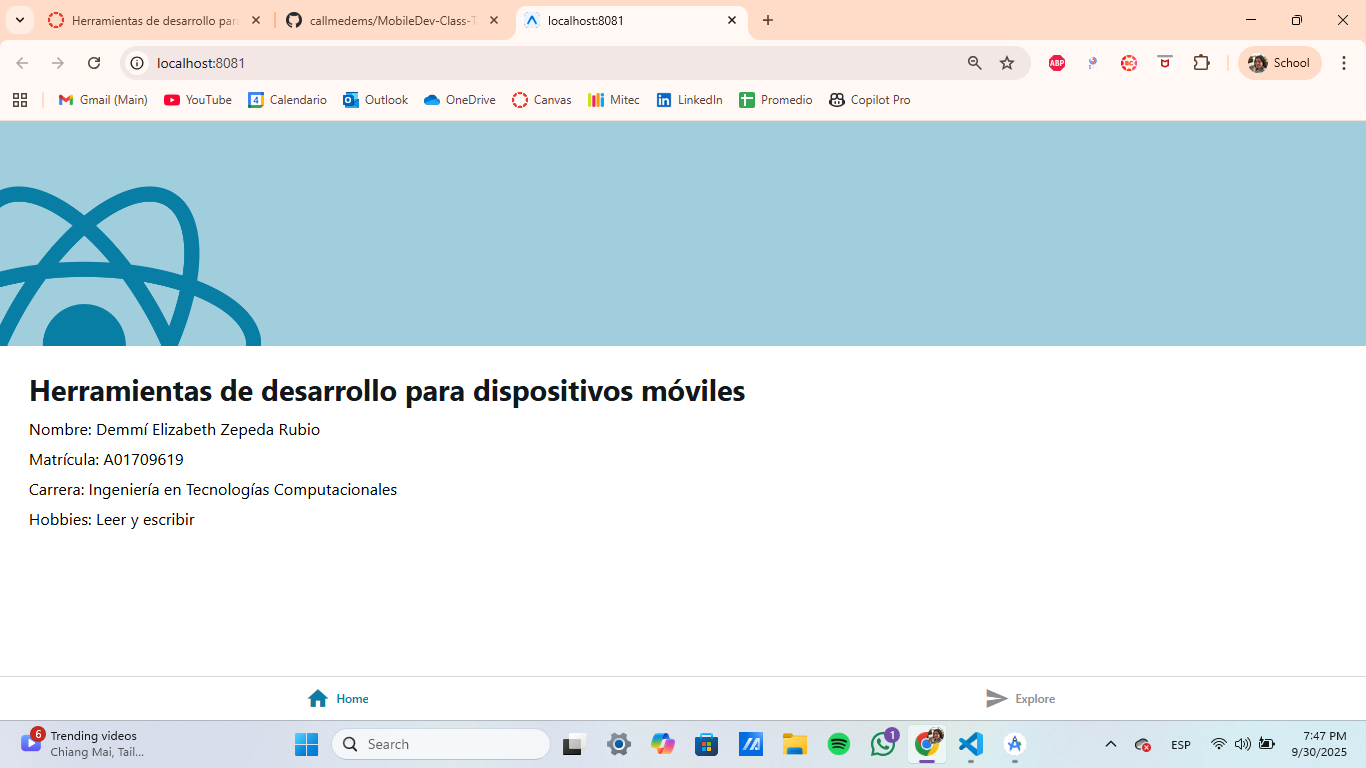 Herramientas de desarrollo para
callmedems/MobileDev-Class-T
localhost:8081
localhost:8081
ABP
BC
School
Gmail (Main)
YouTube
4
Calendario
Outlook
OneDrive
Canvas
Mitec
LinkedIn
Promedio
Copilot Pro
Herramientas de desarrollo para dispositivos móviles
Nombre: Demmí Elizabeth Zepeda Rubio
Matrícula: A01709619
Carrera: Ingeniería en Tecnologías Computacionales
Hobbies: Leer y escribir
Home
Explore
6
Trending videos
Chiang Mai, Tail...
Search
1
ESP
7:47 PM
9/30/2025